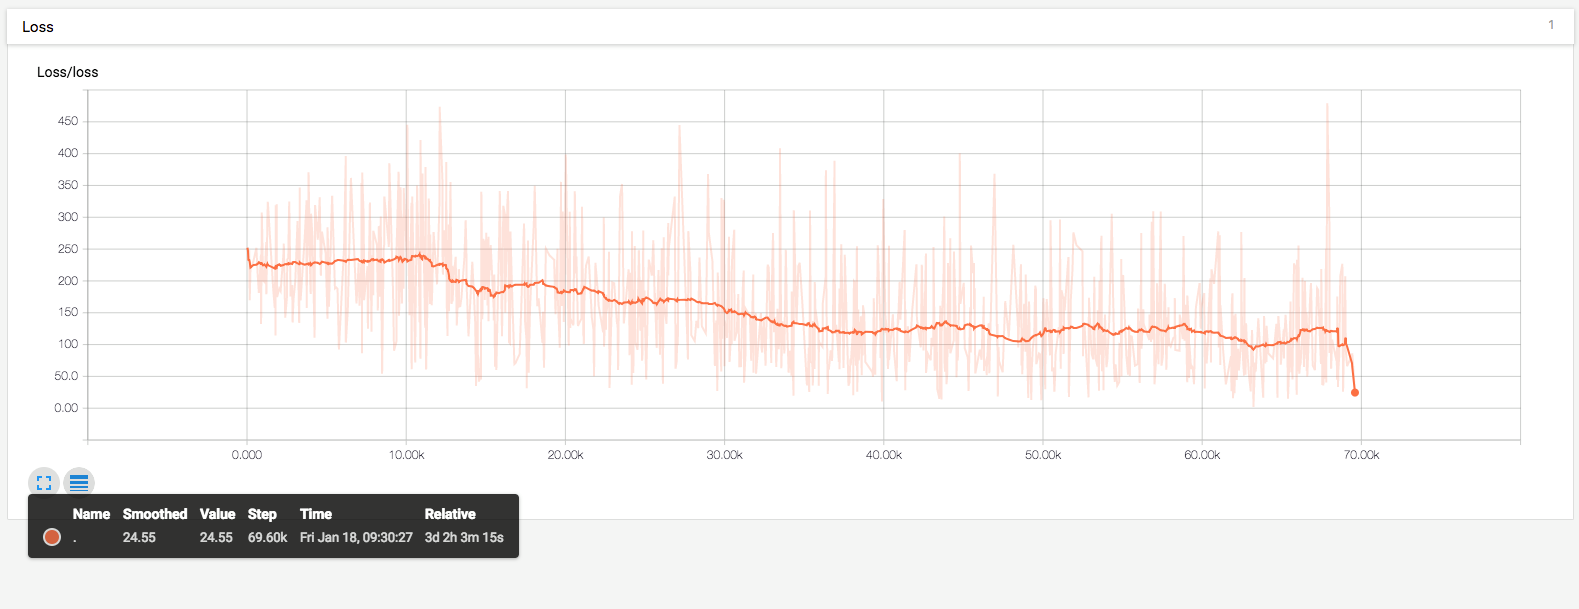 Loss 1
Loss/loss
450
400
350
300
250
200
150
100
50.0
0.00
0.000 10.00k 20.00k 30.00k 40.00k 50.00k 60.00k 70.00k
Name Smoothed Value Step Time Relative
. 24.55 24.55 69.60k Fri Jan 18, 09:30:27 3d 2h 3m 15s